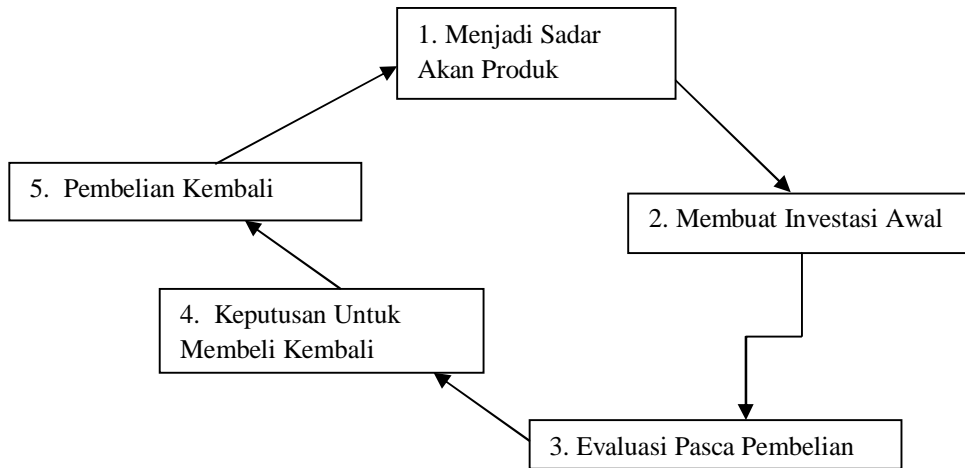 1. Menjadi Sadar
Akan Produk
2. Membuat Investasi Awal
3. Evaluasi Pasca Pembelian
4. Keputusan Untuk
Membeli Kembali
5. Pembelian Kembali